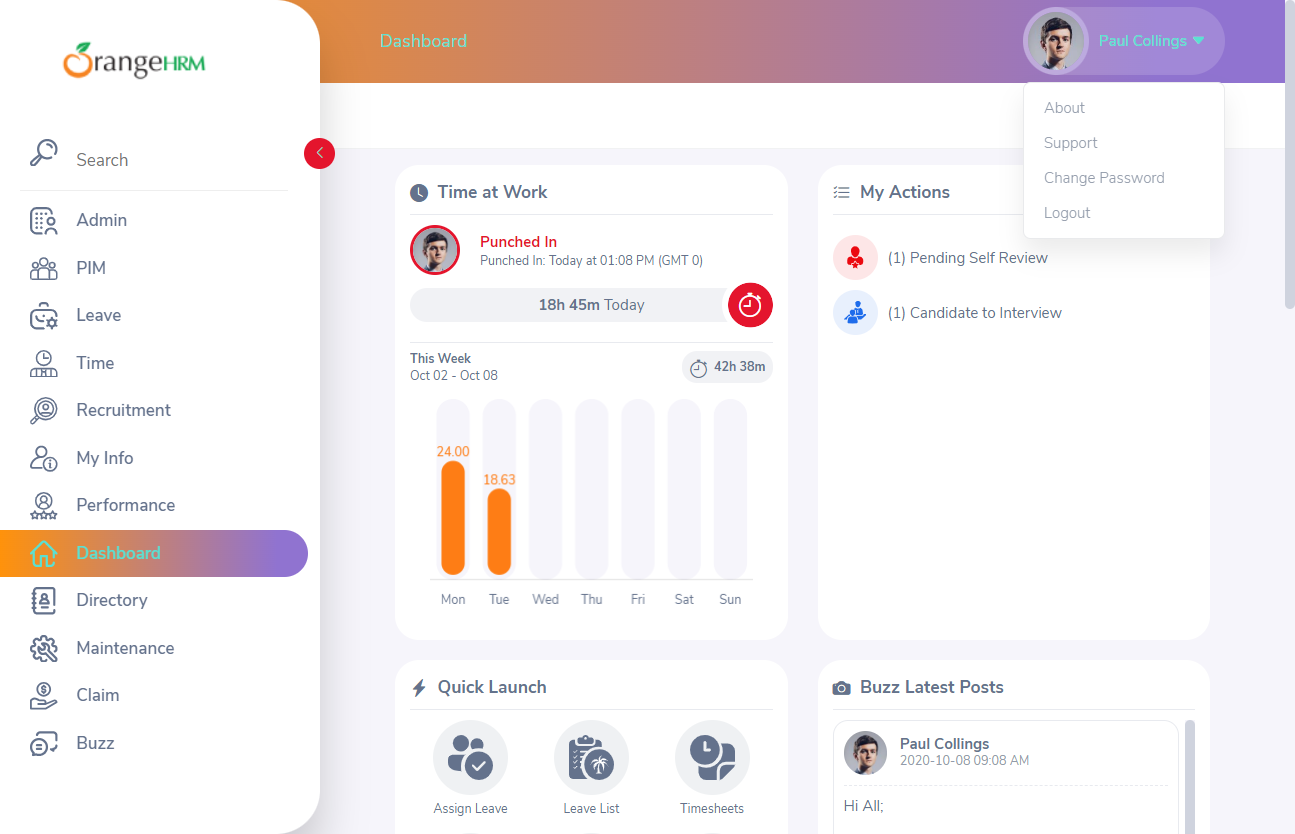 OrangeHRM
Search
Admin
PIM
Leave
Time
Recruitment
My Info
Performance
Dashboard
Directory
Maintenance
Claim
Buzz
Dashboard
Paul Collings
About
Support
Change Password
Logout
Time at Work
Punched In
Punched In: Today at 01:08 PM (GMT 0)
18h 45m Today
This Week
Oct 02 - Oct 08
42h 38m
24.00
18.63
Mon Tue Wed Thu Fri Sat Sun
My Actions
(1) Pending Self Review
(1) Candidate to Interview
Quick Launch
Assign Leave
Leave List
Timesheets
Buzz Latest Posts
Paul Collings
2020-10-08 09:08 AM
Hi All;